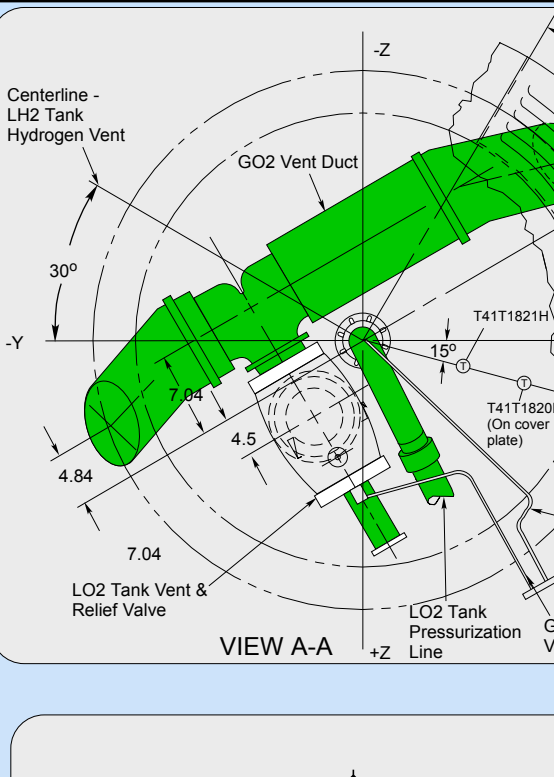 -Z
Centerline -
LH2 Tank
Hydrogen Vent
GO2 Vent Duct
30º
-Y
T41T1821H
15º
T
T
T41T1820
(On cover
plate)
7.04
4.5
4.84
7.04
LO2 Tank Vent &
Relief Valve
LO2 Tank
Pressurization
Line
G
V
VIEW A-A
+Z